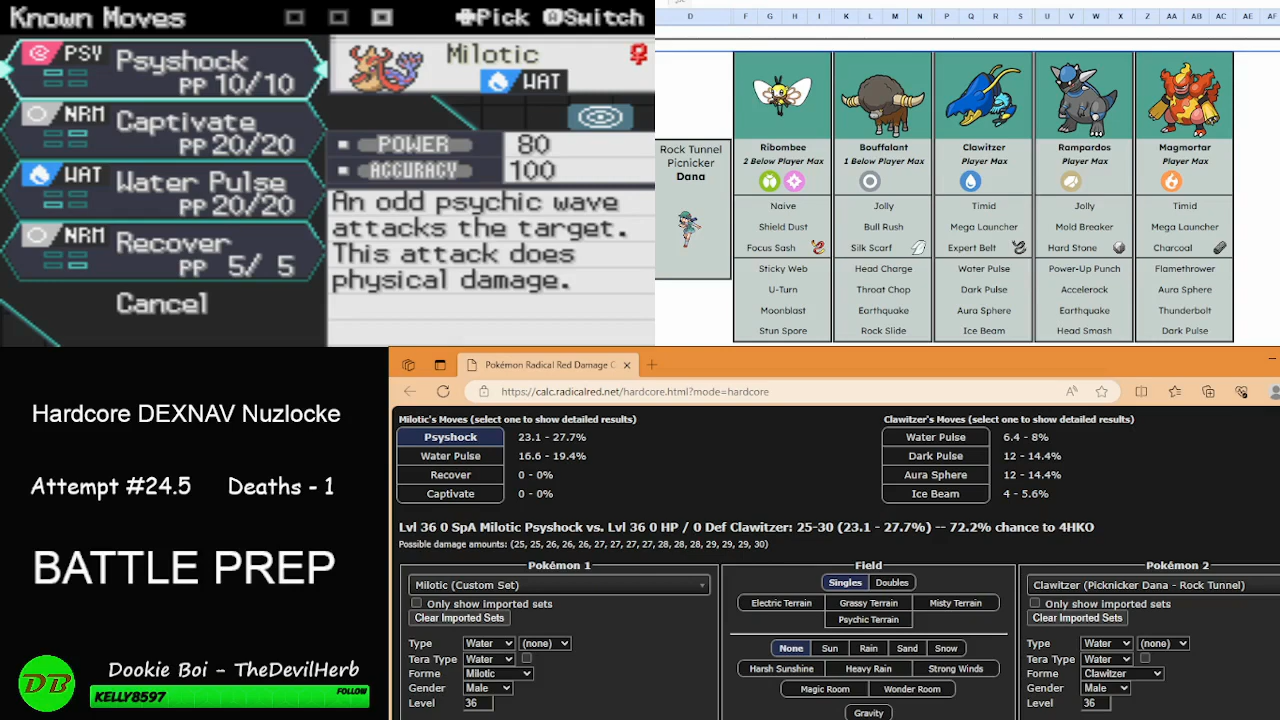 Known Moves
Pick
Switch
PSY Psyshock
PP 10/10
NRM Captivate
PP 20/20
WAT Water Pulse
PP 20/20
NRM Recover
PP 5/ 5
Cancel
Milotic
WAT
POWER 80
ACCURACY 100
An odd psychic wave
attacks the target.
This attack does
physical damage.
D F G H I K L M N P Q R S U V W X Z AA AB AC AE AF
Rock Tunnel
Picnicker
Dana
Ribombee
2 Below Player Max
Naive
Shield Dust
Focus Sash
Sticky Web
U-Turn
Moonblast
Stun Spore
Bouffalant
1 Below Player Max
Jolly
Bull Rush
Silk Scarf
Head Charge
Throat Chop
Earthquake
Rock Slide
Clawitzer
Player Max
Timid
Mega Launcher
Expert Belt
Water Pulse
Dark Pulse
Aura Sphere
Ice Beam
Rampardos
Player Max
Jolly
Mold Breaker
Hard Stone
Power-Up Punch
Accelerock
Earthquake
Head Smash
Magmortar
Player Max
Timid
Mega Launcher
Charcoal
Flamethrower
Aura Sphere
Thunderbolt
Dark Pulse
Hardcore DEXNAV Nuzlocke
Attempt #24.5 Deaths - 1
BATTLE PREP
DB
Dookie Boi - TheDevilHerb
KELLY8597
FOLLOW
Pokémon Radical Red Damage C
https://calc.radicalred.net/hardcore.html?mode=hardcore
Milotic's Moves (select one to show detailed results)
Psyshock 23.1 - 27.7%
Water Pulse 16.6 - 19.4%
Recover 0 - 0%
Captivate 0 - 0%
Clawitzer's Moves (select one to show detailed results)
Water Pulse 6.4 - 8%
Dark Pulse 12 - 14.4%
Aura Sphere 12 - 14.4%
Ice Beam 4 - 5.6%
Lvl 36 0 SpA Milotic Psyshock vs. Lvl 36 0 HP / 0 Def Clawitzer: 25-30 (23.1 - 27.7%) -- 72.2% chance to 4HKO
Possible damage amounts: (25, 25, 26, 26, 26, 27, 27, 27, 27, 28, 28, 28, 29, 29, 29, 30)
Pokémon 1
Milotic (Custom Set)
Only show imported sets
Clear Imported Sets
Type Water (none)
Tera Type Water
Forme Milotic
Gender Male
Level 36
Field
Singles Doubles
Electric Terrain Grassy Terrain Misty Terrain
Psychic Terrain
None Sun Rain Sand Snow
Harsh Sunshine Heavy Rain Strong Winds
Magic Room Wonder Room
Gravity
Pokémon 2
Clawitzer (Picknicker Dana - Rock Tunnel)
Only show imported sets
Clear Imported Sets
Type Water (none)
Tera Type Water
Forme Clawitzer
Gender Male
Level 36